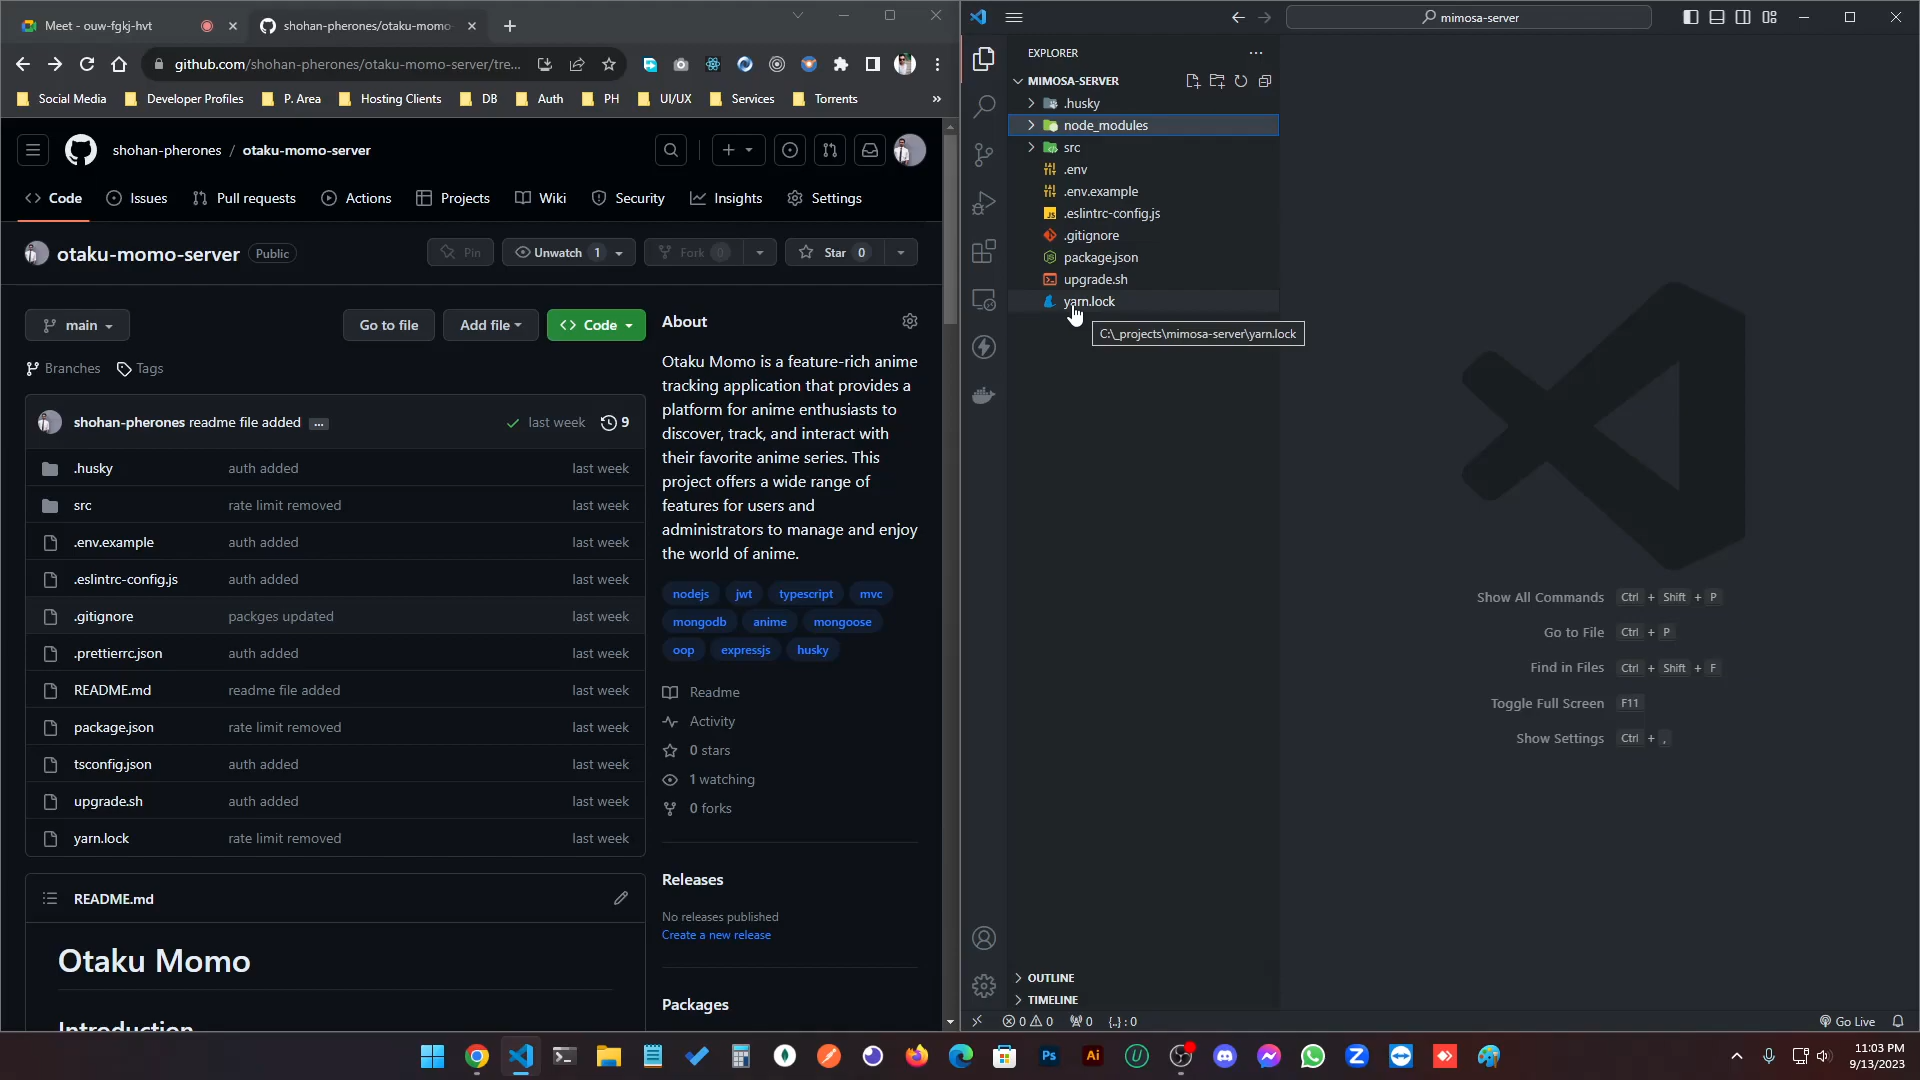 Meet - ouw-fgkj-hvt
shohan-pherones/otaku-momo-
github.com/shohan-pherones/otaku-momo-server/tre...
Social Media
Developer Profiles
P. Area
Hosting Clients
DB
Auth
PH
UI/UX
Services
Torrents
»
shohan-pherones / otaku-momo-server
Code
Issues
Pull requests
Actions
Projects
Wiki
Security
Insights
Settings
otaku-momo-server Public
Pin
Unwatch 1
Fork 0
Star 0
main
Go to file
Add file
Code
Branches
Tags
shohan-pherones readme file added ... last week 9
.husky auth added last week
src rate limit removed last week
.env.example auth added last week
.eslintrc-config.js auth added last week
.gitignore packges updated last week
.prettierrc.json auth added last week
README.md readme file added last week
package.json rate limit removed last week
tsconfig.json auth added last week
upgrade.sh auth added last week
yarn.lock rate limit removed last week
README.md
Otaku Momo
Introduction
About
Otaku Momo is a feature-rich anime
tracking application that provides a
platform for anime enthusiasts to
discover, track, and interact with
their favorite anime series. This
project offers a wide range of
features for users and
administrators to manage and enjoy
the world of anime.
nodejs jwt typescript mvc
mongodb anime mongoose
oop expressjs husky
Readme
Activity
0 stars
1 watching
0 forks
Releases
No releases published
Create a new release
Packages
mimosa-server
EXPLORER
MIMOSA-SERVER
.husky
node_modules
src
.env
.env.example
.eslintrc-config.js
.gitignore
package.json
upgrade.sh
yarn.lock
C:\_projects\mimosa-server\yarn.lock
Show All Commands Ctrl + Shift + P
Go to File Ctrl + P
Find in Files Ctrl + Shift + F
Toggle Full Screen F11
Show Settings Ctrl + ,
OUTLINE
TIMELINE
0 0 0 {..} : 0
Go Live
Ps
Ai
11:03 PM
9/13/2023